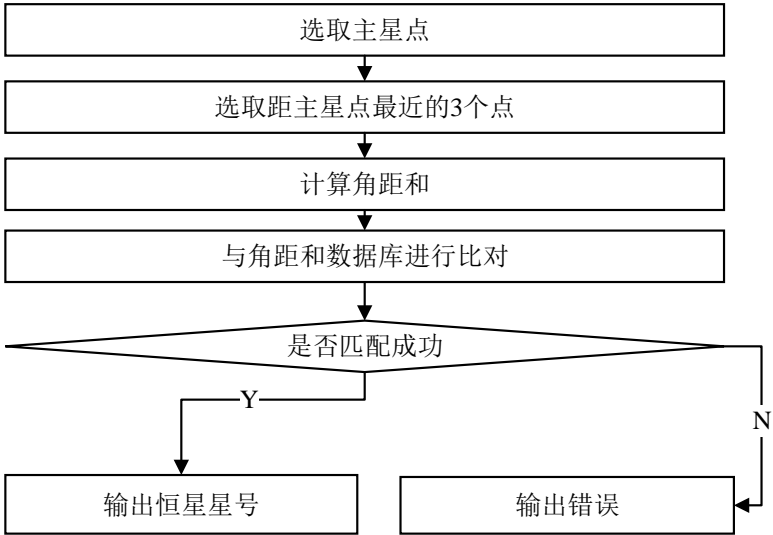 选取主星点
选取距主星点最近的3个点
计算角距和
与角距和数据库进行比对
是否匹配成功
Y
N
输出恒星星号
输出错误